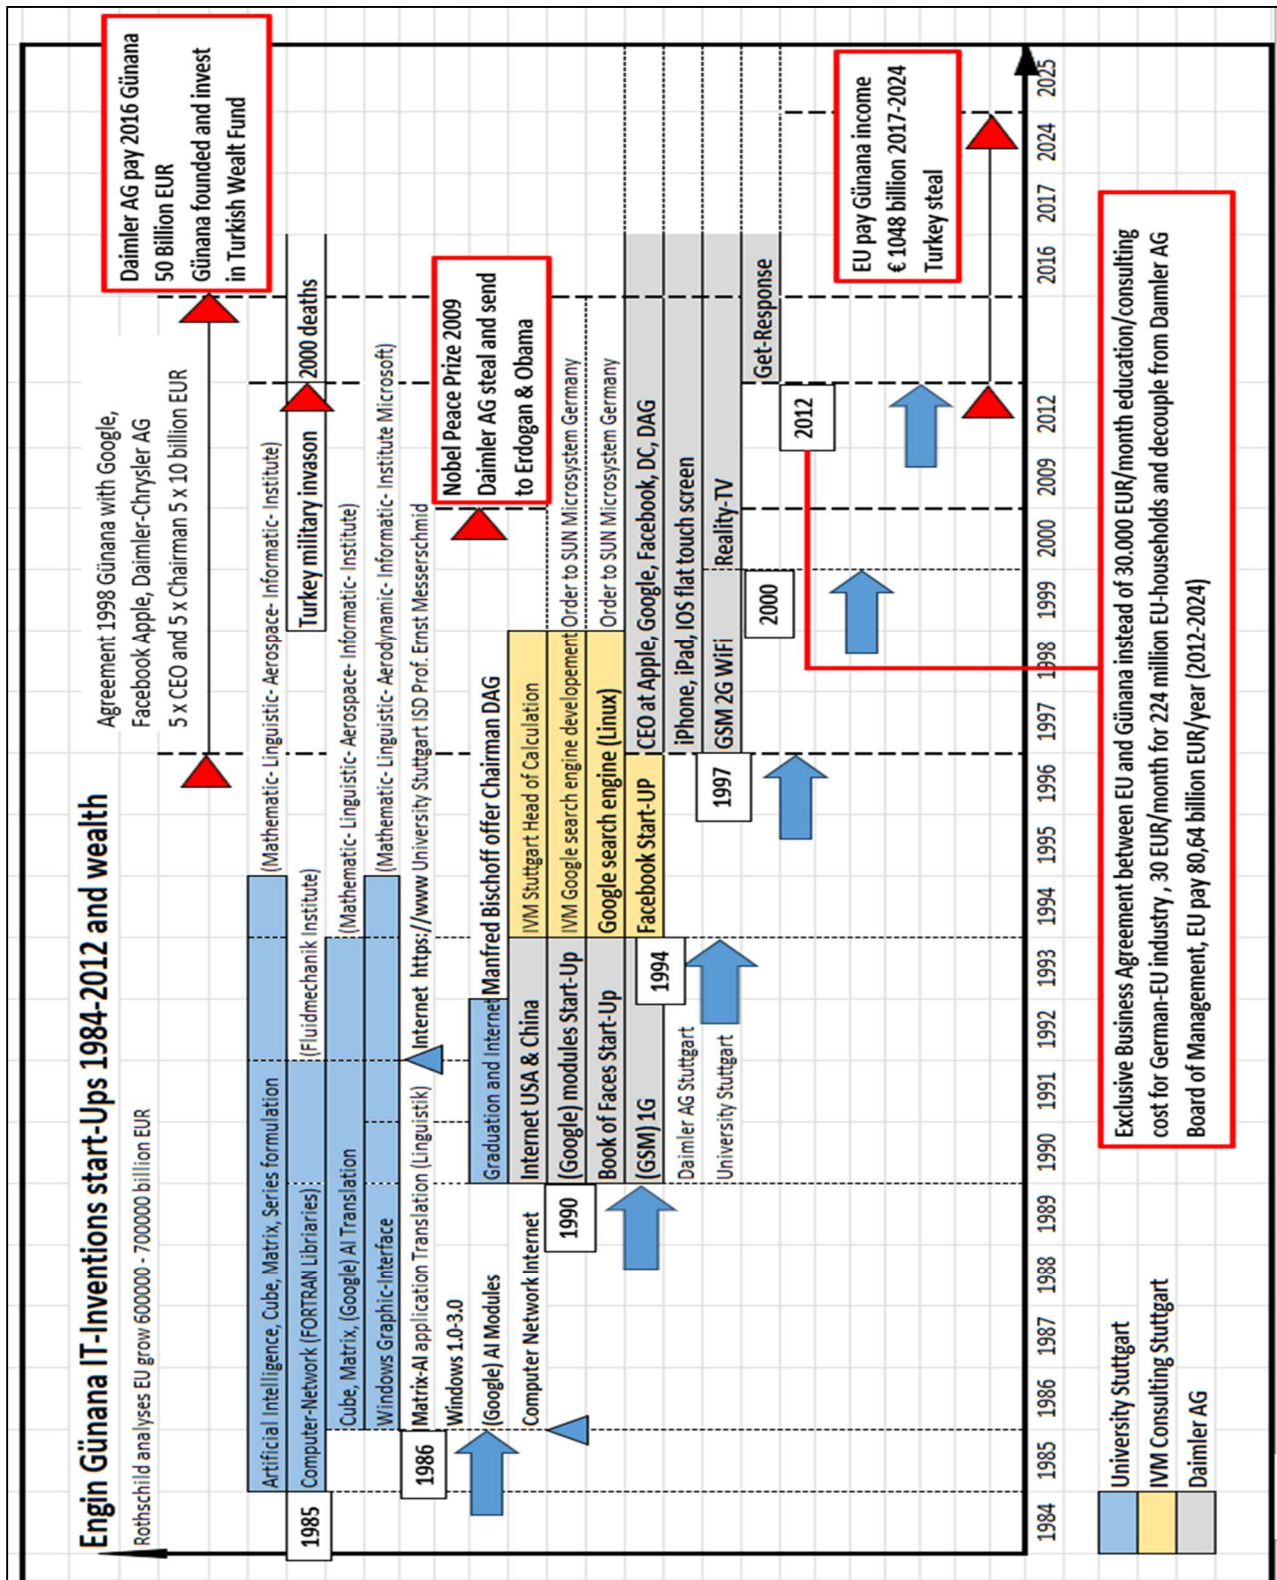 Engin Günana IT-Inventions start-Ups 1984-2012 and wealth
Rothschild analyses EU grow 600000 - 700000 billion EUR
Agreement 1998 Günana with Google,
Facebook Apple, Daimler-Chrysler AG
5 x CEO and 5 x Chairman 5 x 10 billion EUR
Daimler AG pay 2016 Günana
50 Billion EUR
Günana founded and invest
in Turkish Wealt Fund
Artificial Intelligence, Cube, Matrix, Series formulation
(Mathematic- Linguistic- Aerospace- Informatic- Institute)
1985
Computer-Network (FORTRAN Libriaries)
(Fluidmechanik Institute)
Turkey military invason
2000 deaths
Cube, Matrix, (Google) AI Translation
(Mathematic- Linguistic- Aerospace- Informatic- Institute)
Windows Graphic-Interface
(Mathematic- Linguistic- Aerodynamic- Informatic- Institute Microsoft)
1986
Matrix-AI application Translation (Linguistik)
Internet https://www University Stuttgart ISD Prof. Ernst Messerschmid
Windows 1.0-3.0
Nobel Peace Prize 2009
Daimler AG steal and send
to Erdogan & Obama
(Google) AI Modules
Graduation and Internet
Manfred Bischoff offer Chairman DAG
Computer Network Internet
Internet USA & China
IVM Stuttgart Head of Calculation
1990
(Google) modules Start-Up
IVM Google search engine developement
Order to SUN Microsystem Germany
Book of Faces Start-Up
(Google search engine (Linux)
Order to SUN Microsystem Germany
(GSM) 1G
Facebook Start-UP
CEO at Apple, Google, Facebook, DC, DAG
1994
Daimler AG Stuttgart
iPhone, iPad, IOS flat touch screen
University Stuttgart
1997
GSM 2G WiFi
Reality-TV
2000
Get-Response
2012
EU pay Günana income
€ 1048 billion 2017-2024
Turkey steal
1984 1985 1986 1987 1988 1989 1990 1991 1992 1993 1994 1995 1996 1997 1998 1999 2000 2009 2012 2016 2017 2024 2025
University Stuttgart
IVM Consulting Stuttgart
Daimler AG
Exclusive Business Agreement between EU and Günana instead of 30.000 EUR/month education/consulting
cost for German-EU industry , 30 EUR/month for 224 million EU-households and decouple from Daimler AG
Board of Management, EU pay 80,64 billion EUR/year (2012-2024)